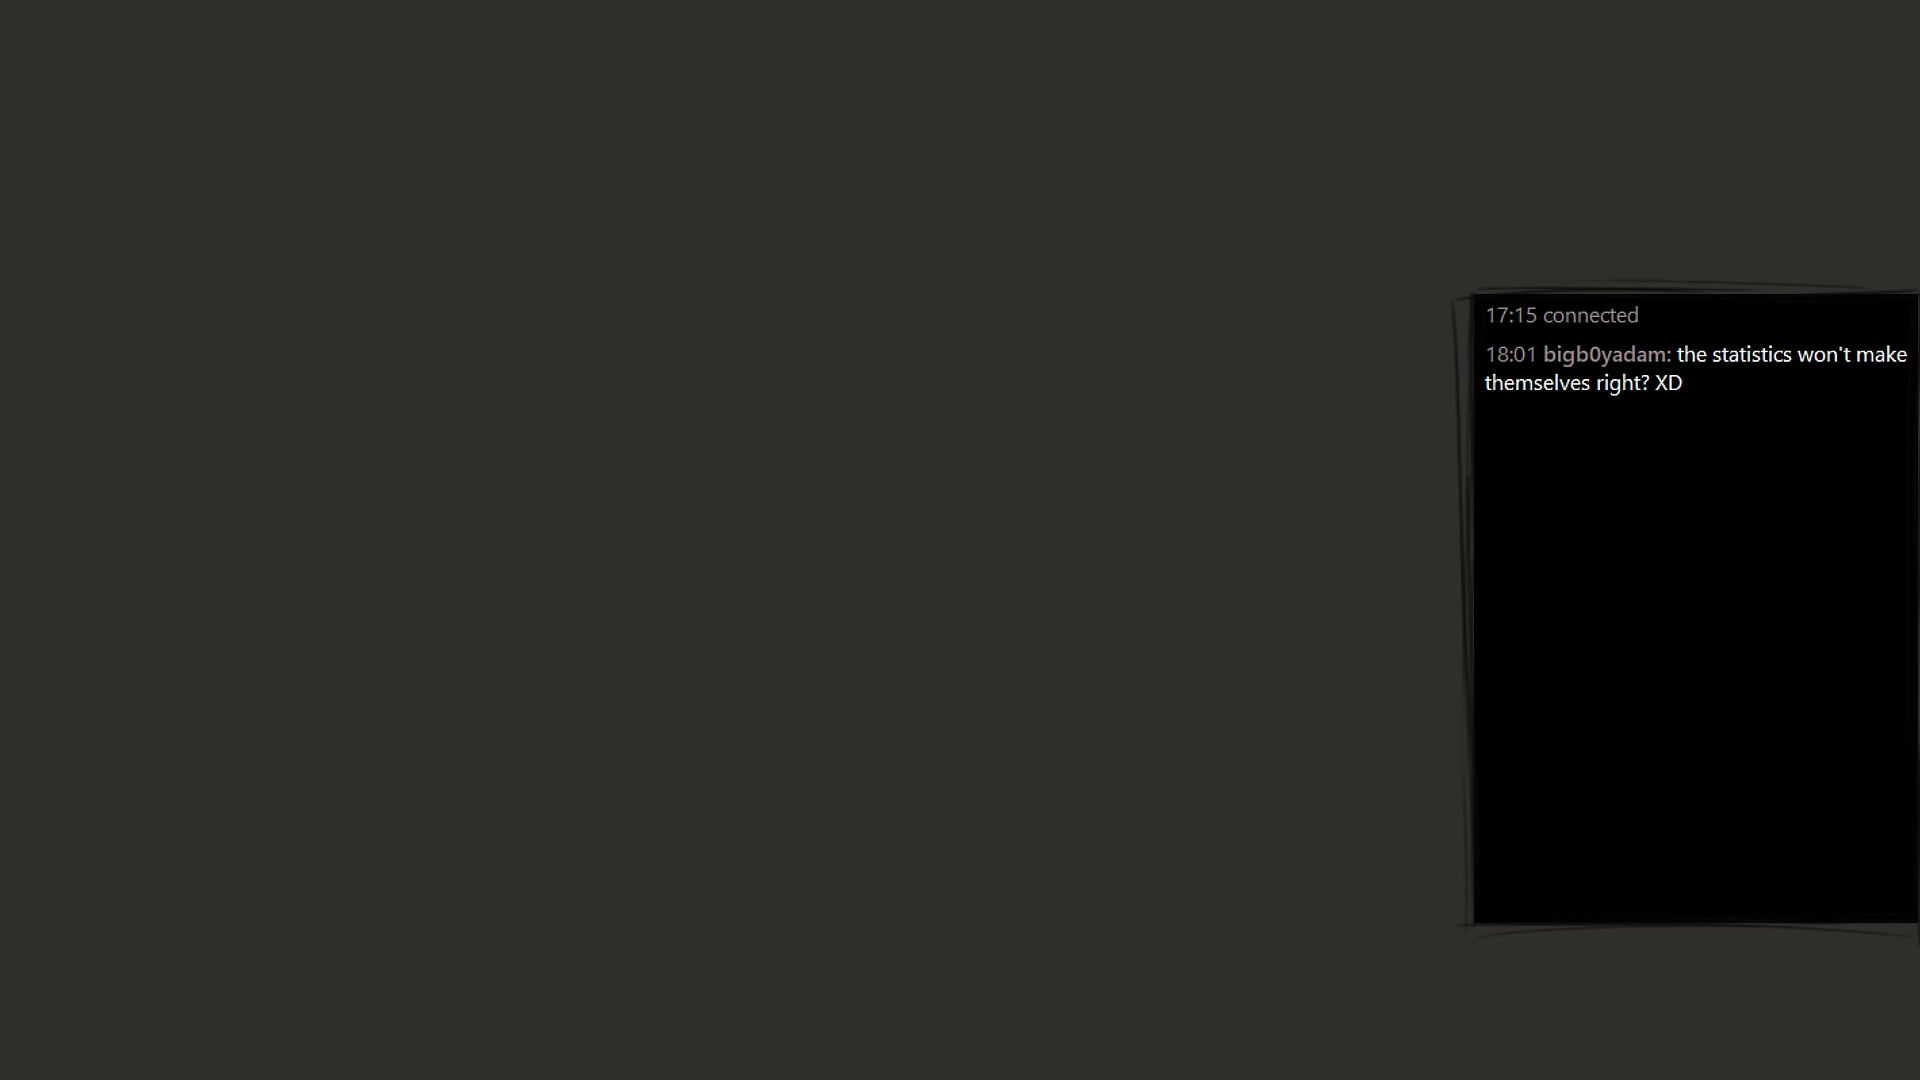 17:15 connected
18:01 bigb0yadam: the statistics won't make
themselves right? XD